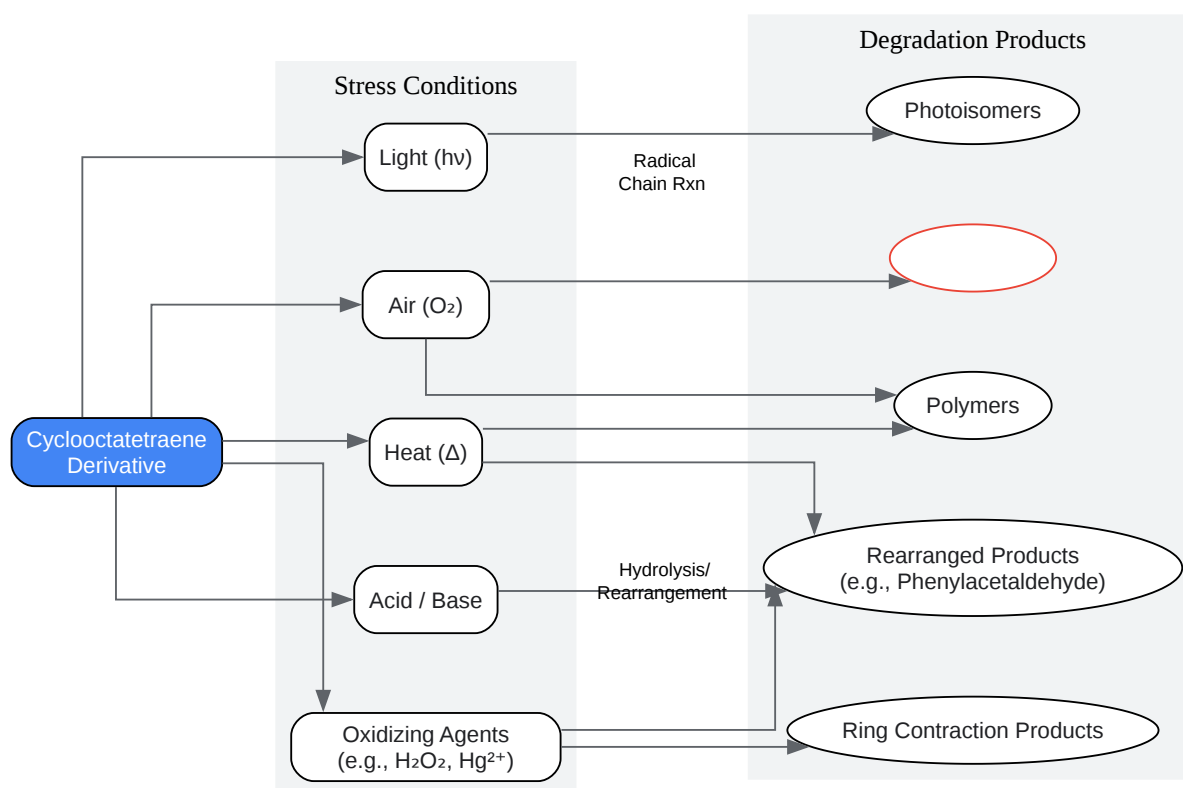 Degradation Products
Stress Conditions
Photoisomers
Light (hν)
Radical
Chain Rxn
Air (O₂)
Polymers
Cyclooctatetraene
Derivative
Heat (Δ)
Rearranged Products
(e.g., Phenylacetaldehyde)
Hydrolysis/
Rearrangement
Acid / Base
Oxidizing Agents
(e.g., H₂O₂, Hg²⁺)
Ring Contraction Products